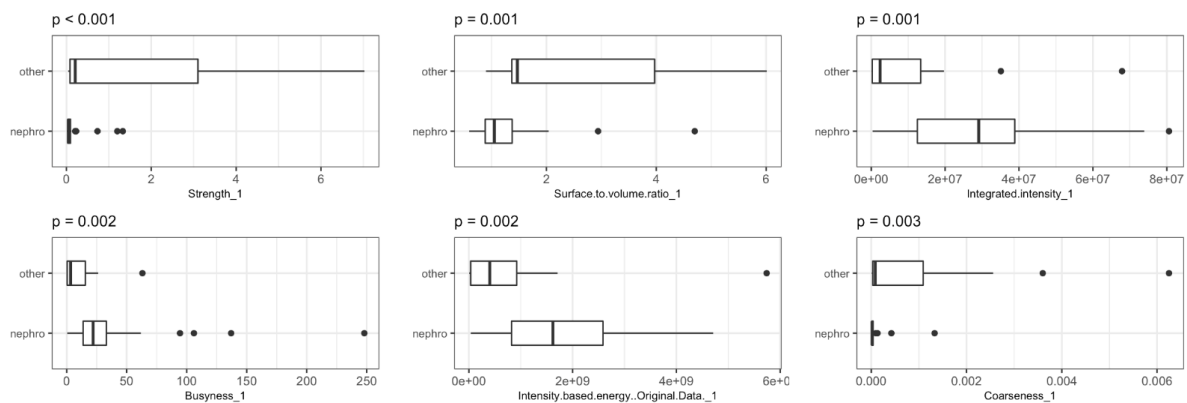 p < 0.001
other
nephro
0 2 4 6
Strength_1
p = 0.001
other
nephro
2 4 6
Surface.to.volume.ratio_1
p = 0.001
other
nephro
0e+00 2e+07 4e+07 6e+07 8e+07
Integrated.intensity_1
p = 0.002
other
nephro
0 50 100 150 200 250
Busyness_1
p = 0.002
other
nephro
0e+00 2e+09 4e+09 6e+0
Intensity.based.energy..Original.Data._1
p = 0.003
other
nephro
0.000 0.002 0.004 0.006
Coarseness_1